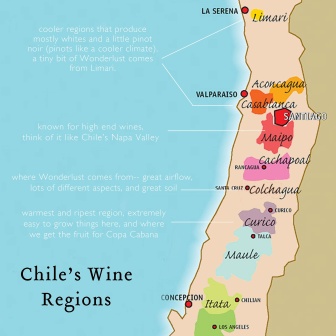 LA SERENA
Limari
cooler regions that produce
mostly whites and a little pinot
noir (pinots like a cooler climate).
a tiny bit of Wonderlust comes
from Leyda.
Aconcagua
VALPARAISO
Casablanca
SANTIAGO
known for high end wines,
think of it like Chile's Napa Valley
Maipo
Cachapoal
RANCAGUA
where Wonderlust comes from-- great airflow,
lots of different aspects, and great soil
SANTA CRUZ
Colchagua
warmest and ripest region, extremely
easy to grow things here, and where
we get the fruit for Copa Cabana
CURICO
Curico
TALCA
Maule
Chile's Wine
Regions
CONCEPCION
Itata
CHILLAN
LOS ANGELES